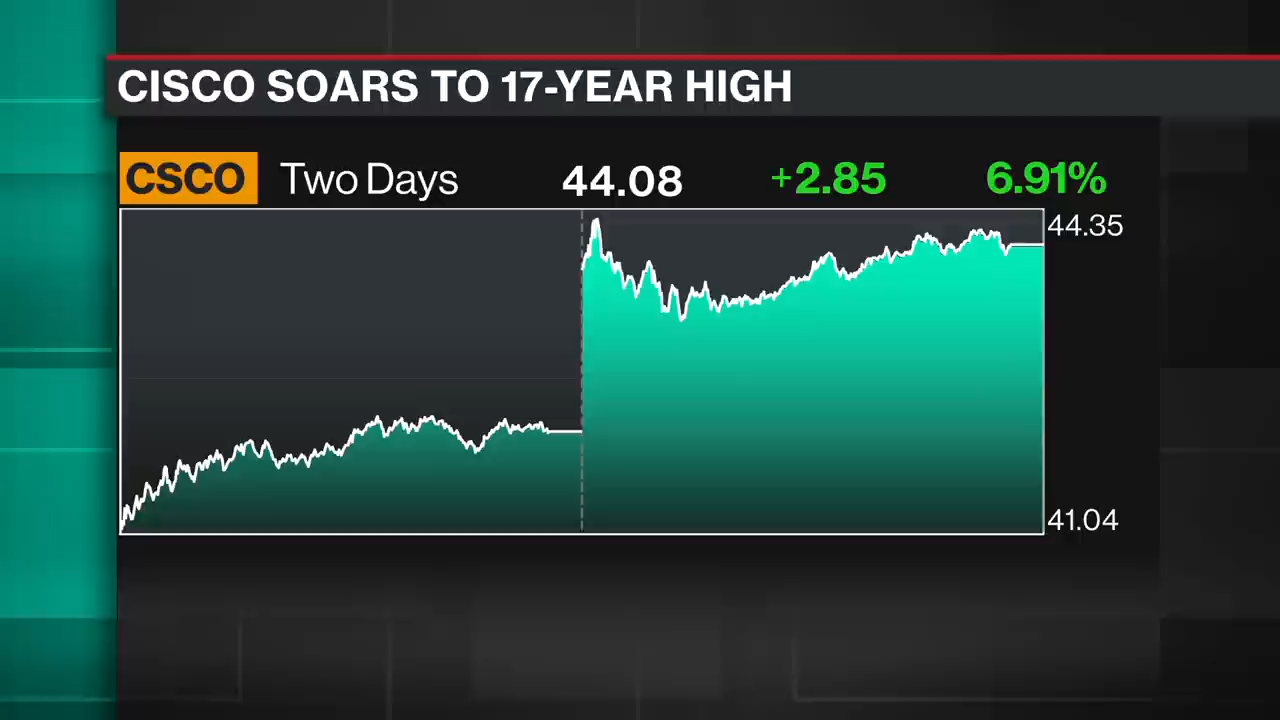 CISCO SOARS TO 17-YEAR HIGH
CSCO Two Days 44.08 +2.85 6.91%
44.35
41.04